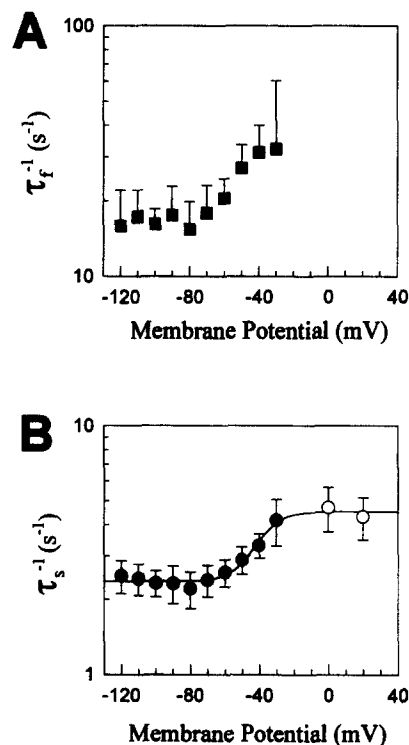 A
100
10
τf⁻¹ (s⁻¹)
-120 -80 -40 0 40
Membrane Potential (mV)
B
10
1
τs⁻¹ (s⁻¹)
-120 -80 -40 0 40
Membrane Potential (mV)